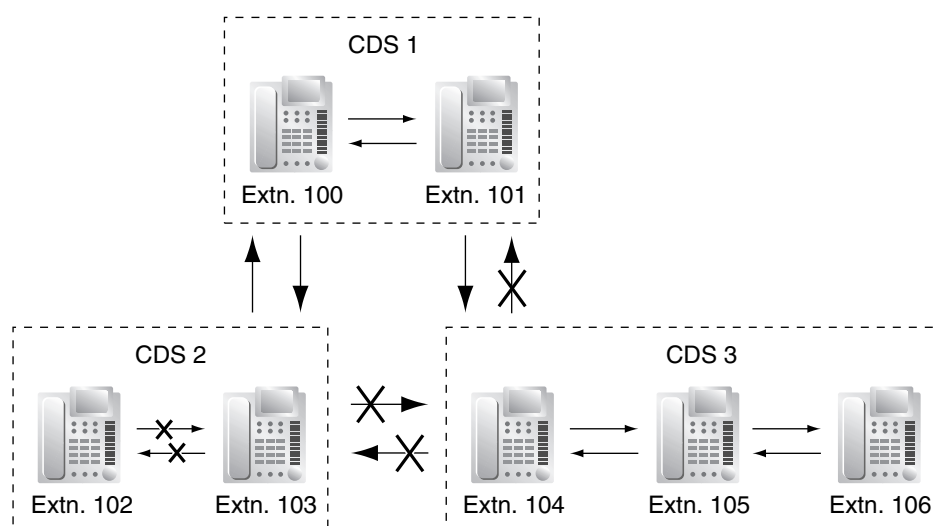 CDS 1
Extn. 100 Extn. 101
CDS 2
CDS 3
Extn. 102 Extn. 103
Extn. 104 Extn. 105 Extn. 106